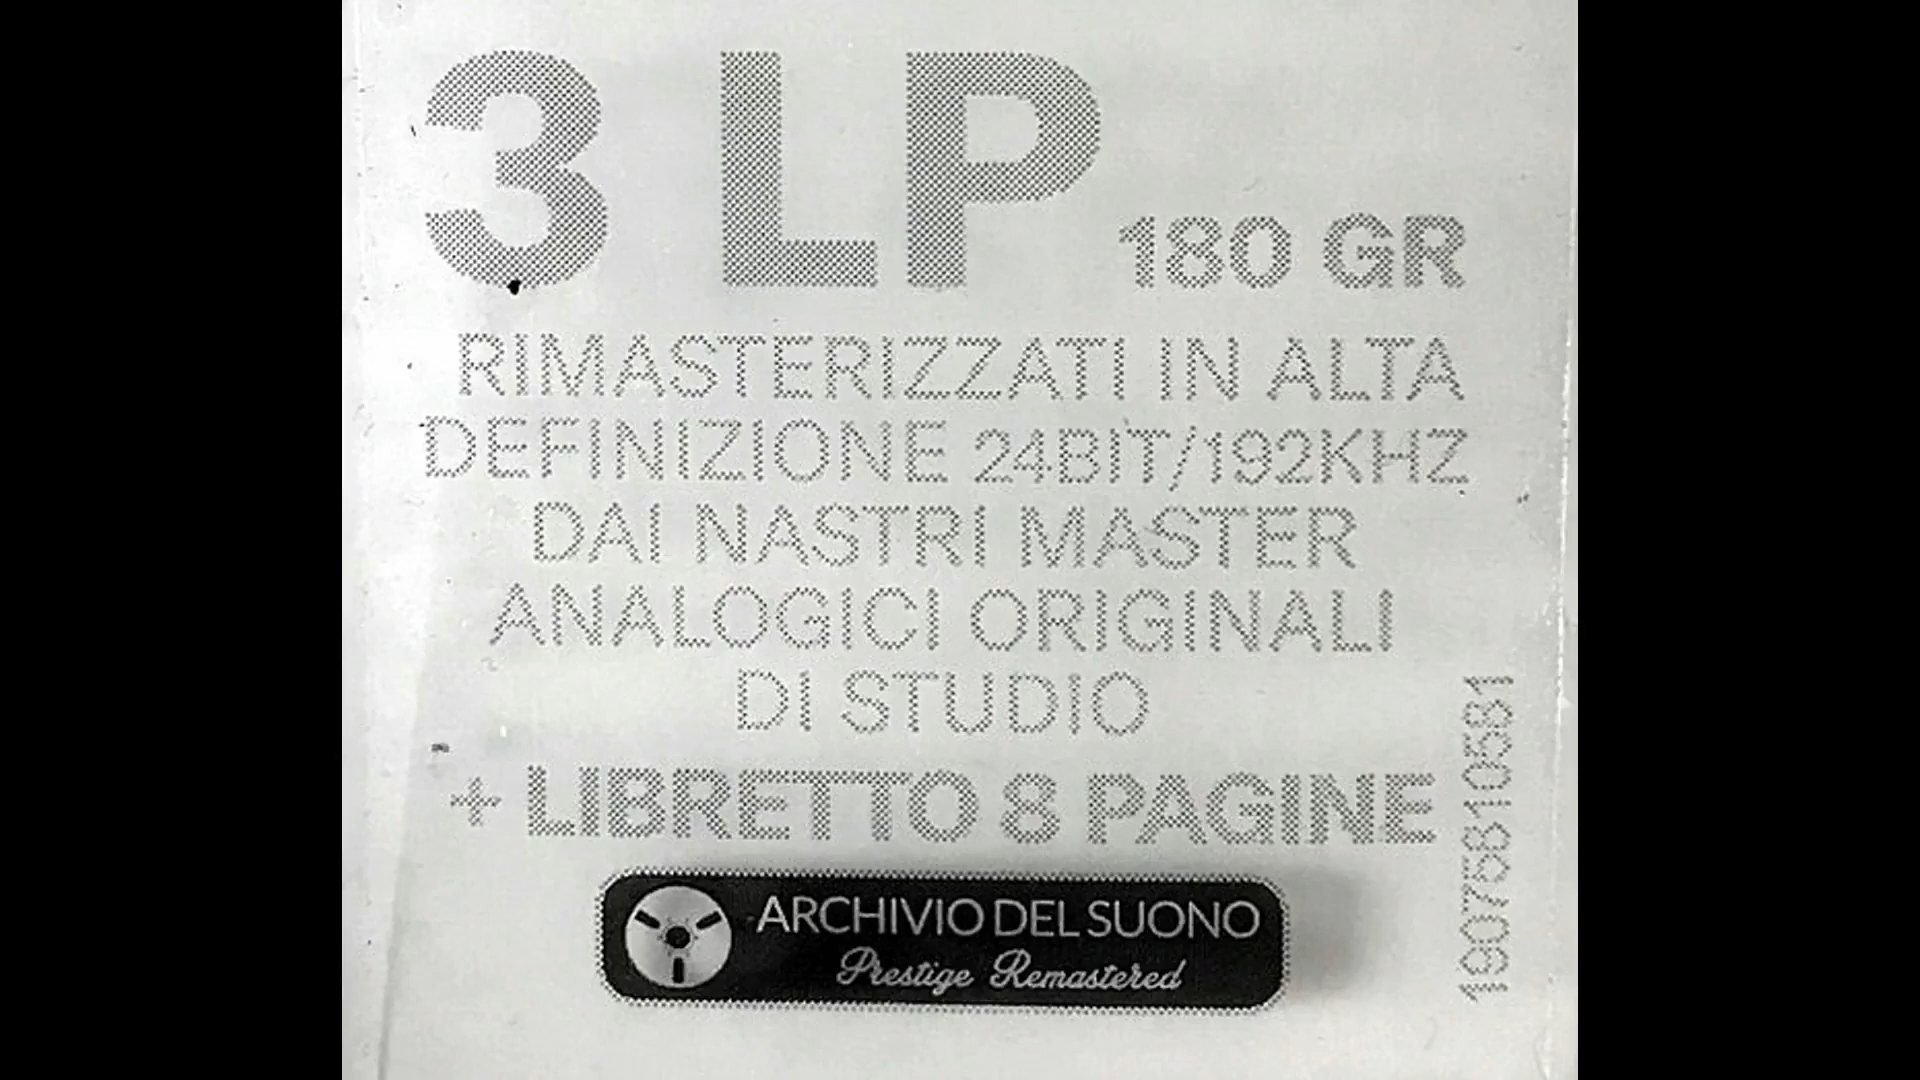 3 LP 180 GR
RIMASTERIZZATI IN ALTA
DEFINIZIONE 24BIT/192KHZ
DAI NASTRI MASTER
ANALOGICI ORIGINALI
DI STUDIO
+ LIBRETTO 8 PAGINE
ARCHIVIO DEL SUONO
Prestige Remastered
19075810581